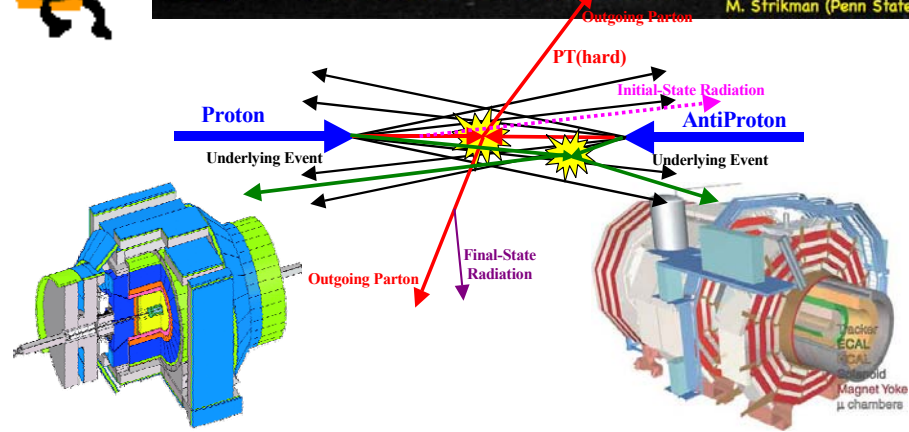 M. Strikman (Penn State
Outgoing Parton
PT(hard)
Initial-State Radiation
Proton
AntiProton
Underlying Event
Underlying Event
Final-State
Radiation
Outgoing Parton
Tracker
ECAL
HCAL
Solenoid
Magnet Yoke
μ chambers